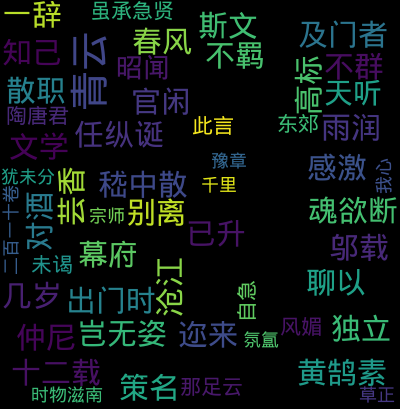 一辞
虽承急贤
斯文
及门者
知己
青云
春风
不羁
昭闻
高标
不群
散职
官闲
天听
陶唐君
任纵诞
此言
东郊
雨润
文学
豫章
感激
我心
犹未分
芸香
嵇中散
千里
二百一十卷
对酒
宗师
别离
魂欲断
已升
邬载
未谒
幕府
沧江
聊以
几岁
出门时
自急
仲尼
岂无姿
迩来
氛氲
风媚
独立
十二载
黄鹄素
时物滋南
策名
那足云
草正